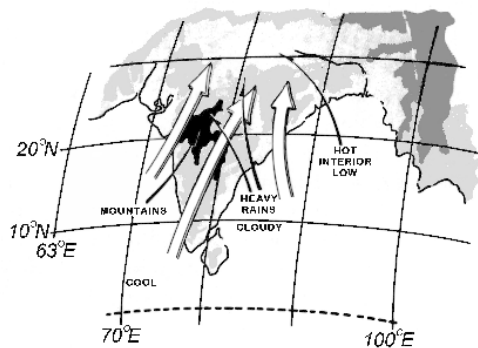 20°N
HOT
INTERIOR
LOW
MOUNTAINS
HEAVY
RAINS
CLOUDY
10°N
63°E
COOL
70°E
100°E